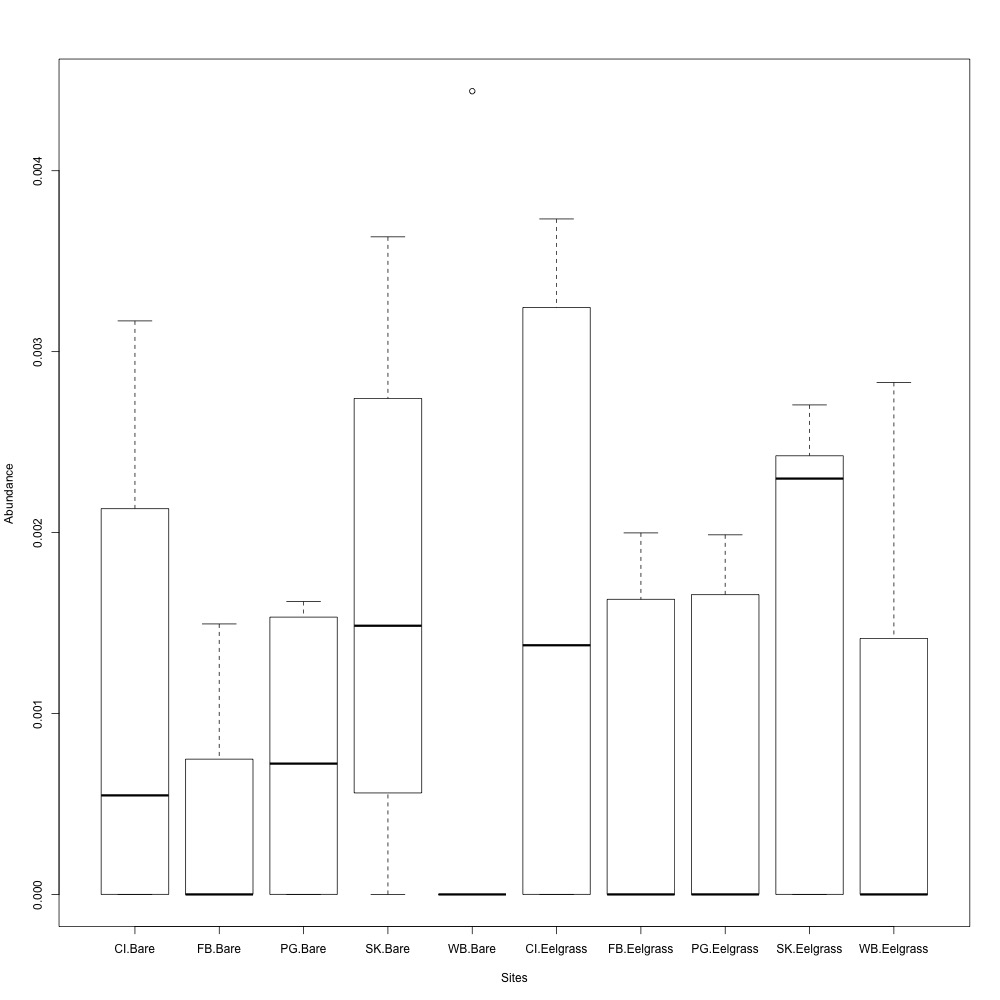 Abundance
0.004
0.003
0.002
0.001
0.000
CI.Bare FB.Bare PG.Bare SK.Bare WB.Bare CI.Eelgrass FB.Eelgrass PG.Eelgrass SK.Eelgrass WB.Eelgrass
Sites